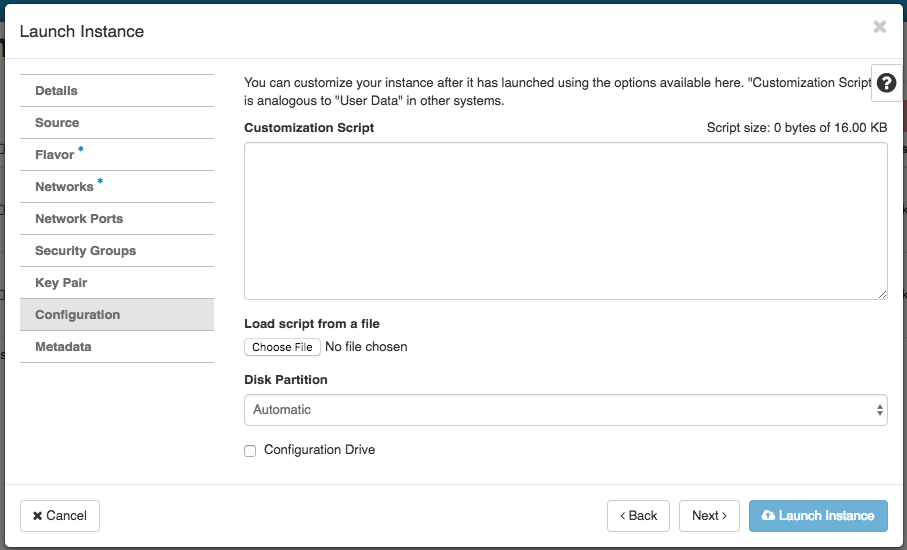 Launch Instance
Details
Source
Flavor *
Networks *
Network Ports
Security Groups
Key Pair
Configuration
Metadata
You can customize your instance after it has launched using the options available here. "Customization Script
is analogous to "User Data" in other systems.
Customization Script
Script size: 0 bytes of 16.00 KB
Load script from a file
Choose File No file chosen
Disk Partition
Automatic
Configuration Drive
Cancel
‹ Back
Next ›
Launch Instance